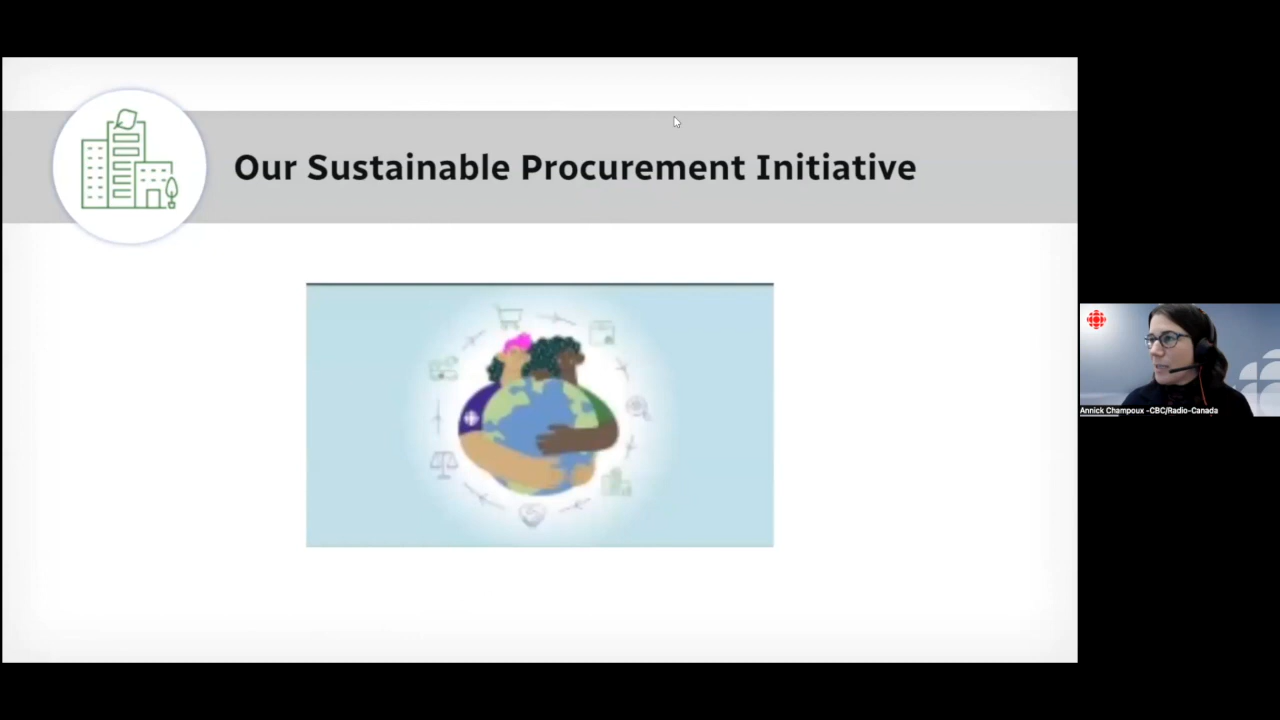 Our Sustainable Procurement Initiative
Annick Champoux -CBC/Radio-Canada